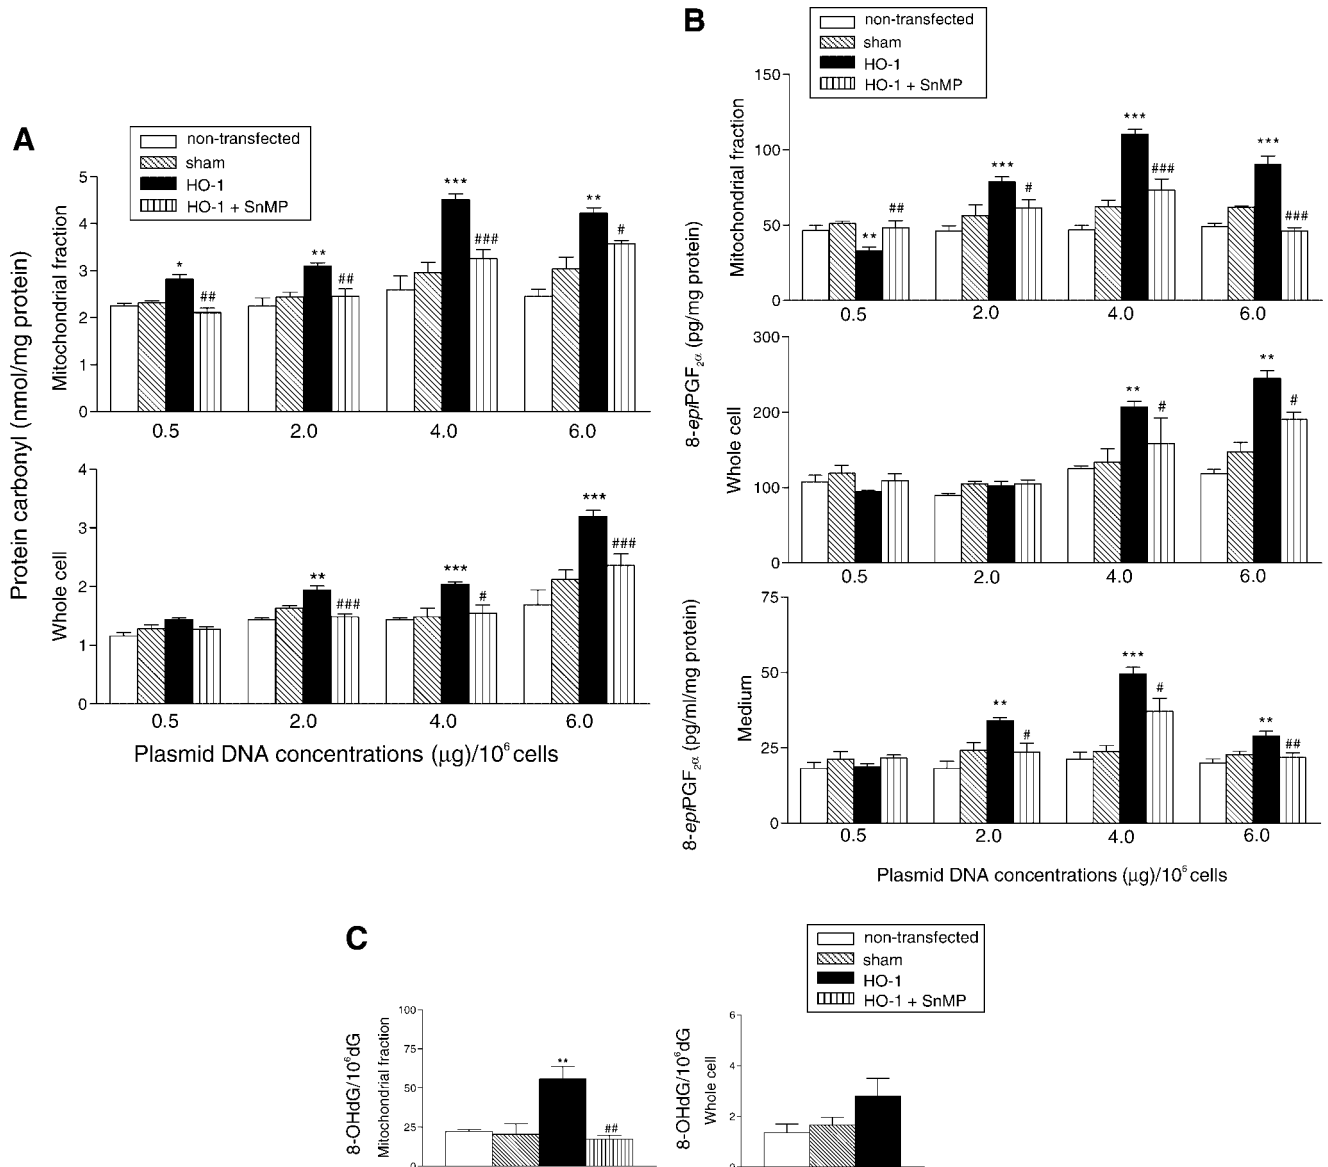 A
non-transfected
sham
HO-1
HO-1 + SnMP
Protein carbonyl (nmol/mg protein)
Mitochondrial fraction
5
4
3
2
1
0
* ## ** ## *** ### ** #
0.5 2.0 4.0 6.0
Whole cell
4
3
2
1
0
** ### *** # *** ###
0.5 2.0 4.0 6.0
Plasmid DNA concentrations (µg)/10⁶ cells
B
non-transfected
sham
HO-1
HO-1 + SnMP
8-epiPGF₂α (pg/mg protein)
Mitochondrial fraction
150
100
50
0
** ## *** # *** ### *** ###
0.5 2.0 4.0 6.0
Whole cell
300
200
100
0
** # ** #
0.5 2.0 4.0 6.0
8-epiPGF₂α (pg/ml/mg protein)
Medium
75
50
25
0
** # *** # ** ##
0.5 2.0 4.0 6.0
Plasmid DNA concentrations (µg)/10⁶ cells
C
non-transfected
sham
HO-1
HO-1 + SnMP
8-OHdG/10⁶dG
Mitochondrial fraction
100
75
50
25
0
** ##
8-OHdG/10⁶dG
Whole cell
6
4
2
0